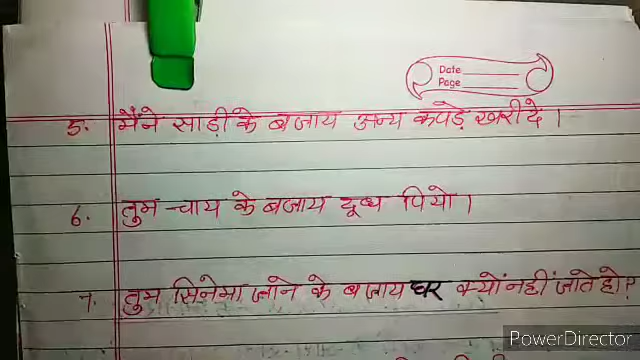 Date
Page
5. मैंने साड़ी के बजाय अन्य कपड़े खरीदे ।
6. तुम चाय के बजाय दूध पियो ।
7. तुम सिनेमा जाने के बजाय घर क्यों नहीं जाते हो?
PowerDirector